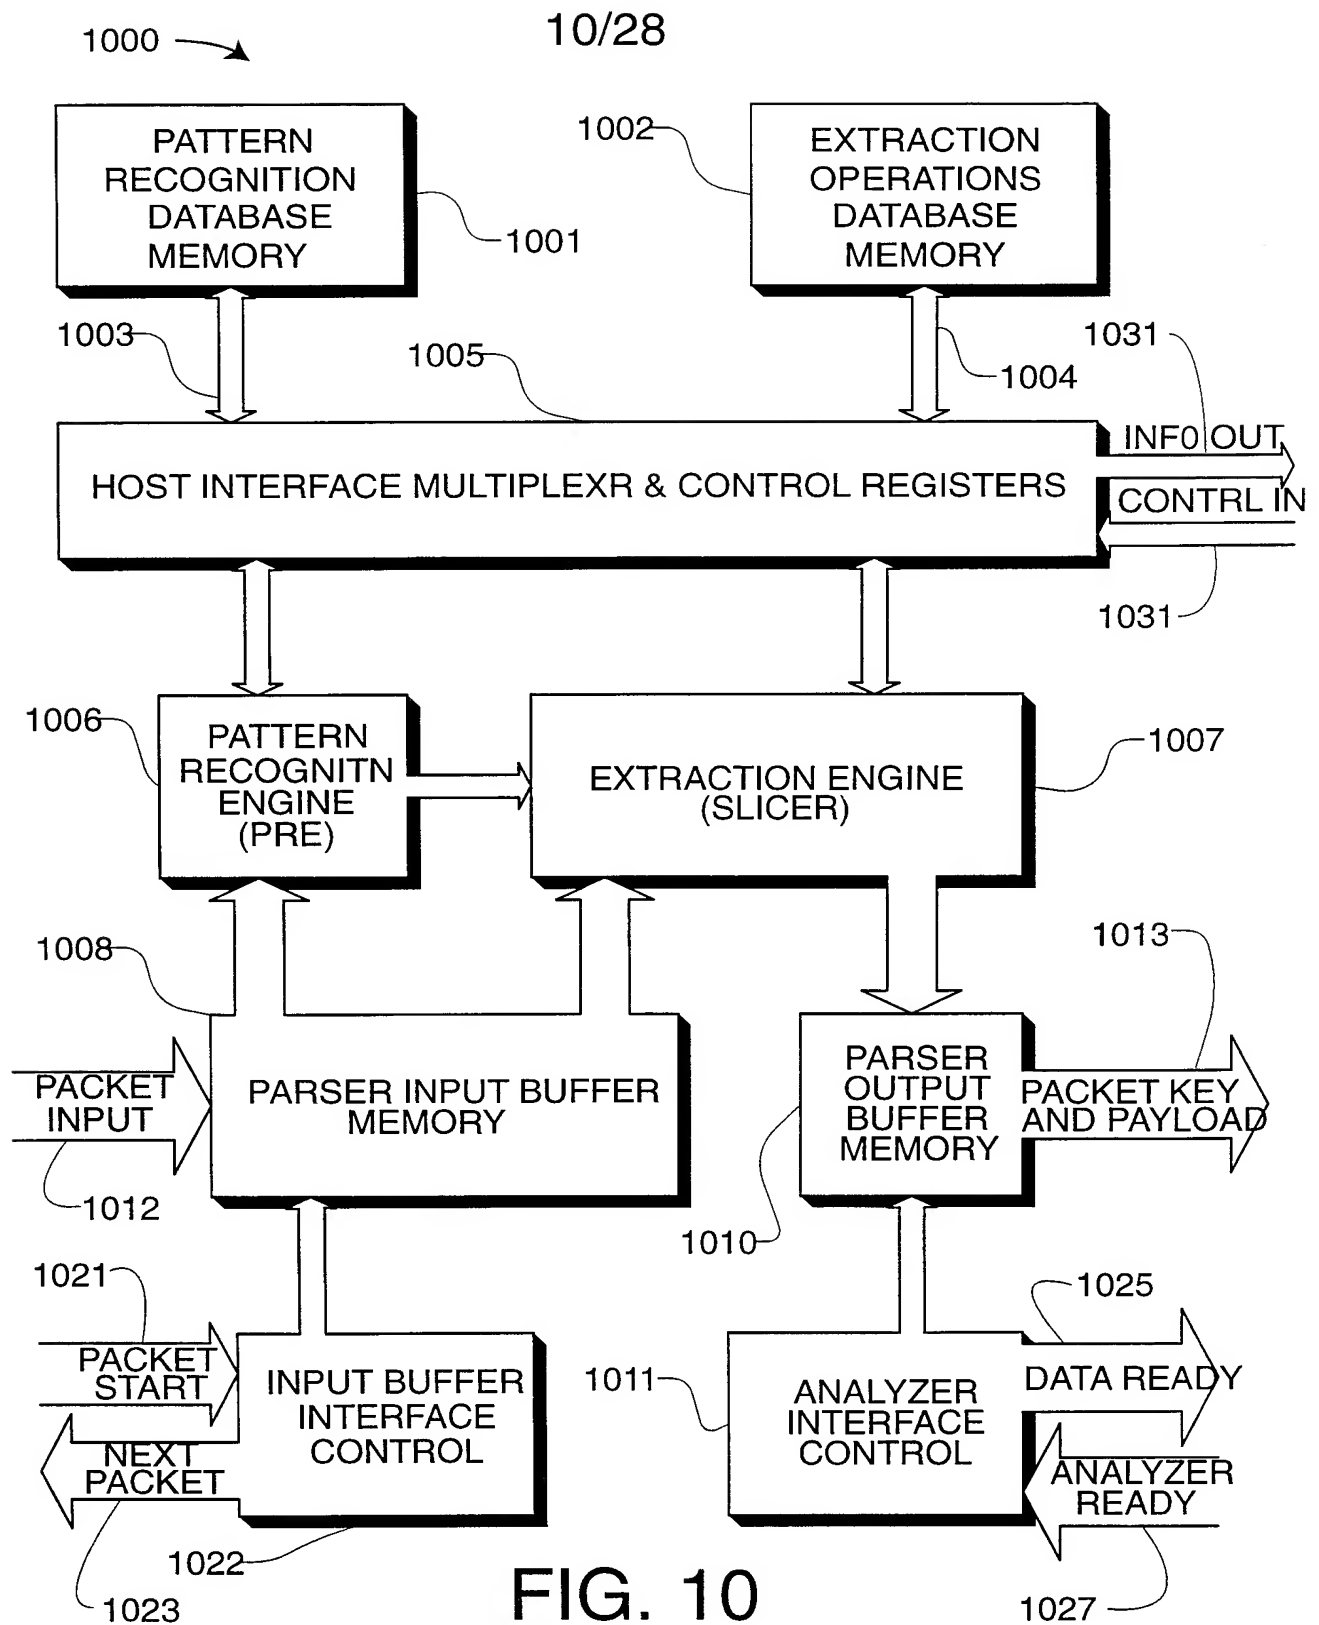 10/28
1000
PATTERN
RECOGNITION
DATABASE
MEMORY
1001
1002
EXTRACTION
OPERATIONS
DATABASE
MEMORY
1003
1004
1005
1031
HOST INTERFACE MULTIPLEXR & CONTROL REGISTERS
INF0 OUT
CONTRL IN
1031
1006
PATTERN
RECOGNITN
ENGINE
(PRE)
EXTRACTION ENGINE
(SLICER)
1007
1008
1013
PACKET
INPUT
PARSER INPUT BUFFER
MEMORY
PARSER
OUTPUT
BUFFER
MEMORY
PACKET KEY
AND PAYLOAD
1012
1010
1021
PACKET
START
NEXT
PACKET
INPUT BUFFER
INTERFACE
CONTROL
1025
1011
ANALYZER
INTERFACE
CONTROL
DATA READY
ANALYZER
READY
1022
1023
1027
FIG. 10